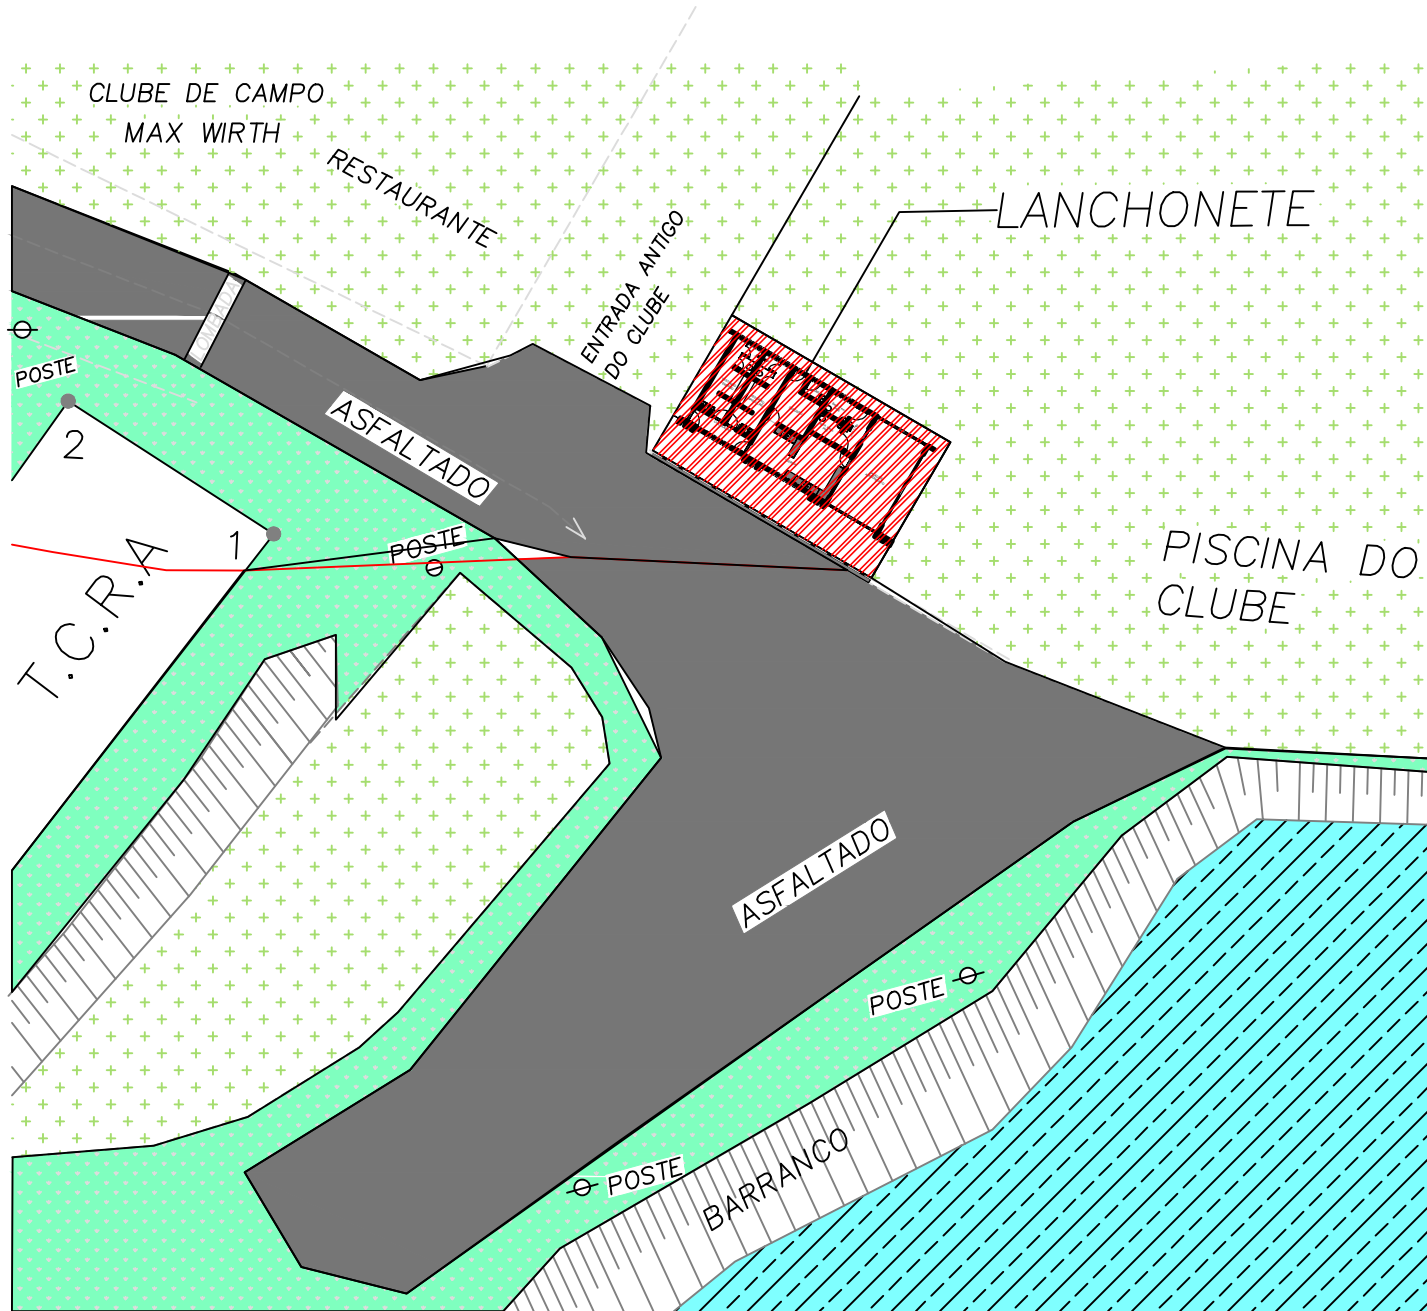 CLUBE DE CAMPO
MAX WIRTH
RESTAURANTE
ENTRADA ANTIGO
DO CLUBE
LANCHONETE
POSTE
ASFALTADO
2
1
POSTE
T.C.R.A
PISCINA DO
CLUBE
ASFALTADO
POSTE
BARRANCO
POSTE